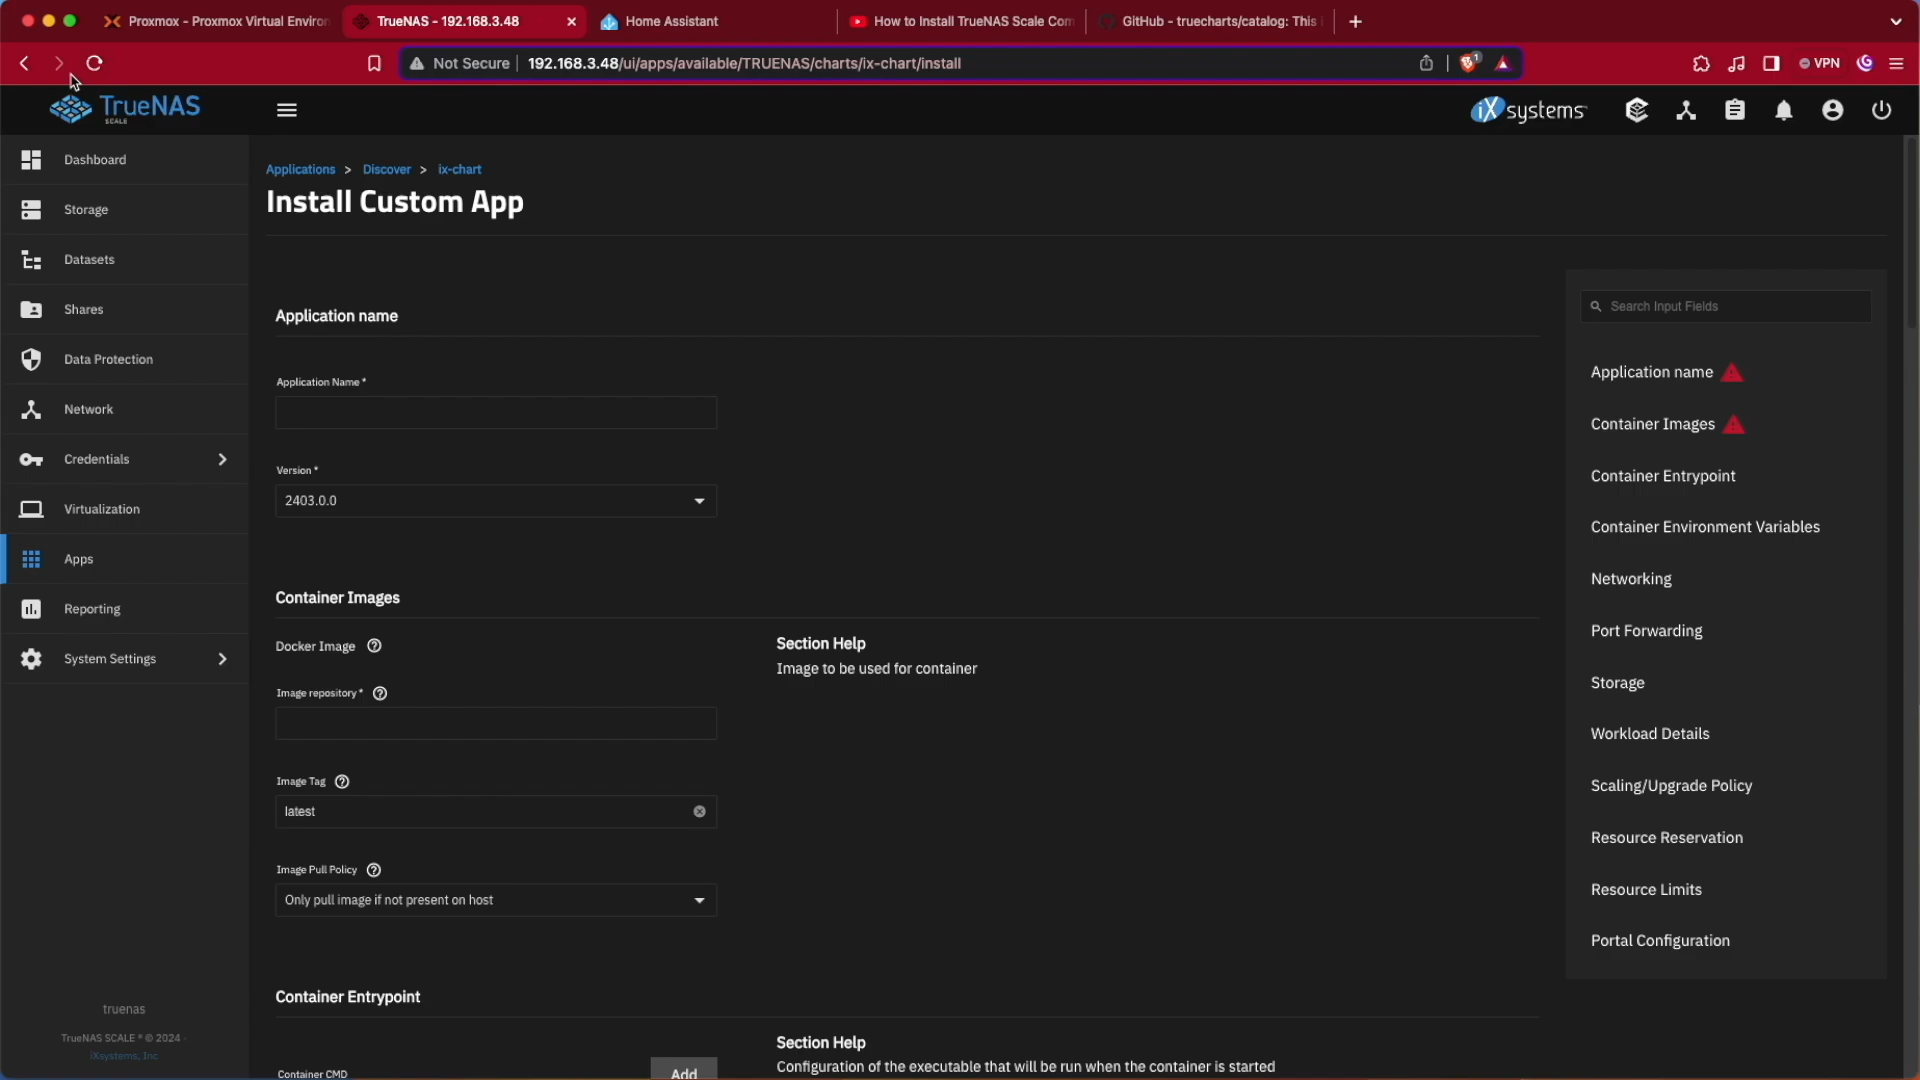 Proxmox - Proxmox Virtual Enviror
TrueNAS - 192.168.3.48
Home Assistant
How to Install TrueNAS Scale Com
GitHub - truecharts/catalog: This
Not Secure
192.168.3.48/ui/apps/available/TRUENAS/charts/ix-chart/install
1
VPN
TrueNAS
SCALE
iXsystems
Dashboard
Storage
Datasets
Shares
Data Protection
Network
Credentials
Virtualization
Apps
Reporting
System Settings
truenas
TrueNAS SCALE ® © 2024 -
iXsystems, Inc
Applications > Discover > ix-chart
Install Custom App
Application name
Application Name *
Version *
2403.0.0
Container Images
Docker Image
Image repository *
Image Tag
latest
Image Pull Policy
Only pull image if not present on host
Section Help
Image to be used for container
Container Entrypoint
Container CMD
Add
Section Help
Configuration of the executable that will be run when the container is started
Search Input Fields
Application name
Container Images
Container Entrypoint
Container Environment Variables
Networking
Port Forwarding
Storage
Workload Details
Scaling/Upgrade Policy
Resource Reservation
Resource Limits
Portal Configuration